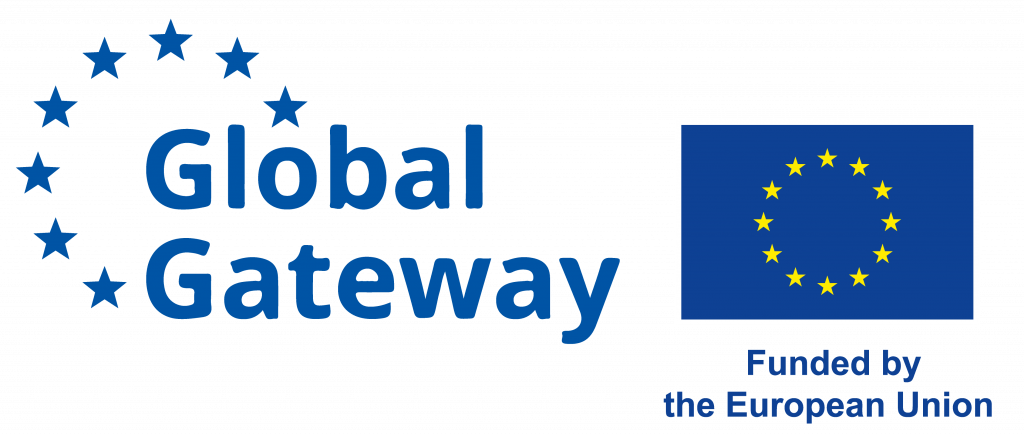 Global
Gateway
Funded by
the European Union